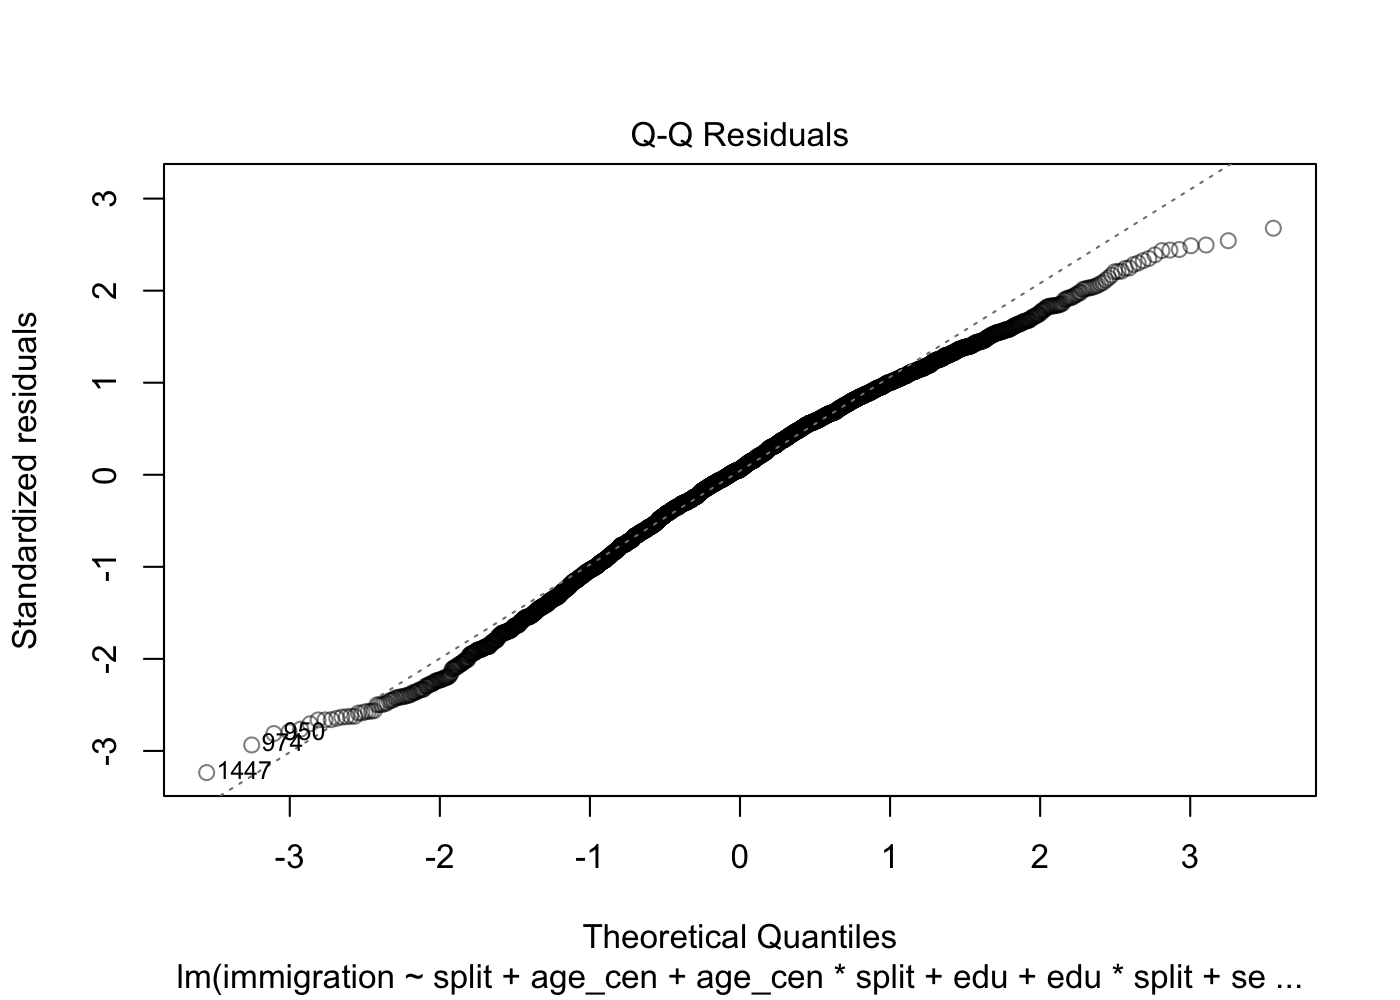 Q-Q Residuals
Standardized residuals
3
2
1
0
-1
-2
-3
950
974
1447
-3 -2 -1 0 1 2 3
Theoretical Quantiles
lm(immigration ~ split + age_cen + age_cen * split + edu + edu * split + se ...